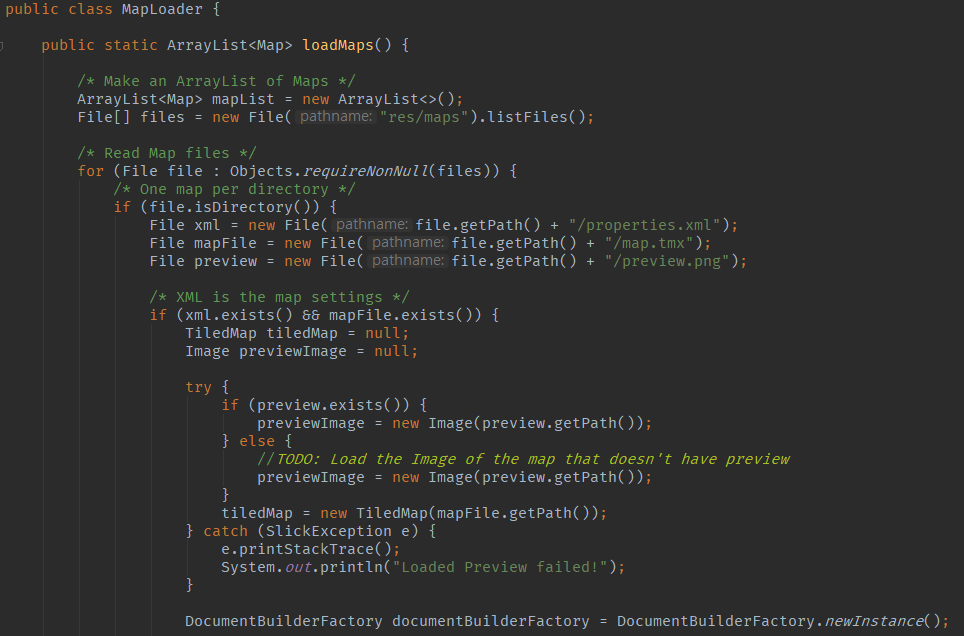 public class MapLoader {
public static ArrayList<Map> loadMaps() {
/* Make an ArrayList of Maps */
ArrayList<Map> mapList = new ArrayList<>();
File[] files = new File( pathname: "res/maps").listFiles();
/* Read Map files */
for (File file : Objects.requireNonNull(files)) {
/* One map per directory */
if (file.isDirectory()) {
File xml = new File( pathname: file.getPath() + "/properties.xml");
File mapFile = new File( pathname: file.getPath() + "/map.tmx");
File preview = new File( pathname: file.getPath() + "/preview.png");
/* XML is the map settings */
if (xml.exists() && mapFile.exists()) {
TiledMap tiledMap = null;
Image previewImage = null;
try {
if (preview.exists()) {
previewImage = new Image(preview.getPath());
} else {
//TODO: Load the Image of the map that doesn't have preview
previewImage = new Image(preview.getPath());
}
tiledMap = new TiledMap(mapFile.getPath());
} catch (SlickException e) {
e.printStackTrace();
System.out.println("Loaded Preview failed!");
}
DocumentBuilderFactory documentBuilderFactory = DocumentBuilderFactory.newInstance();